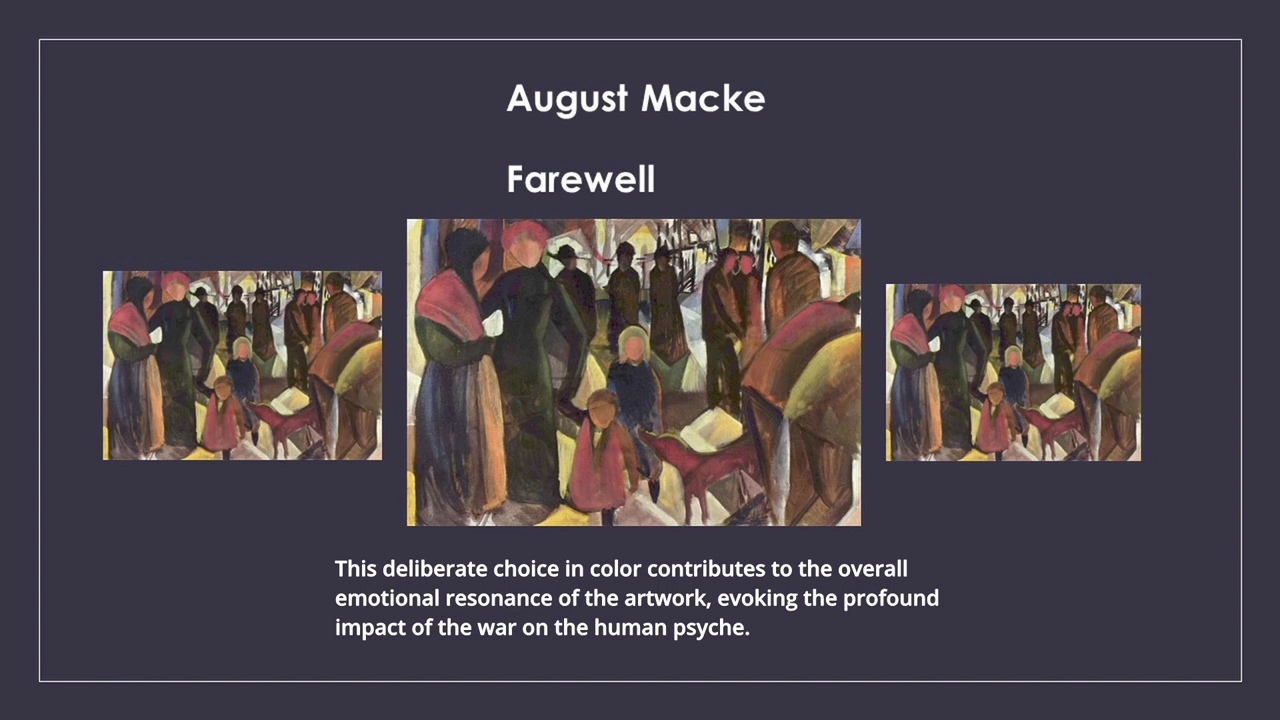 August Macke
Farewell
This deliberate choice in color contributes to the overall
emotional resonance of the artwork, evoking the profound
impact of the war on the human psyche.